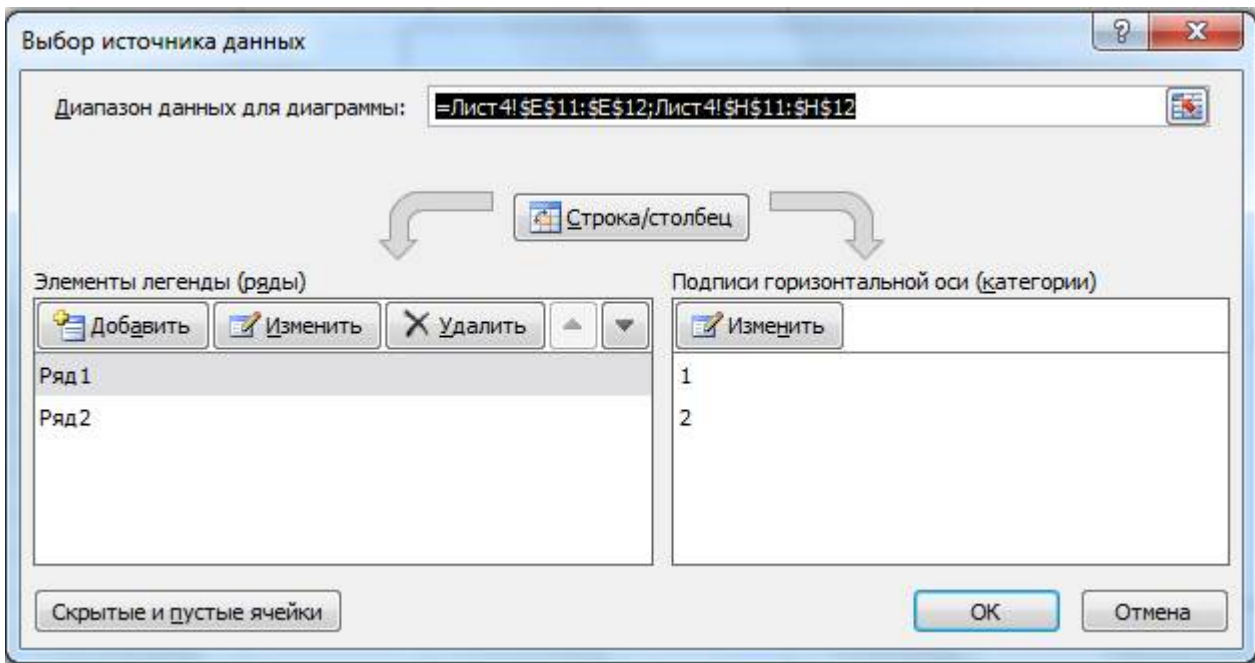 Выбор источника данных
Диапазон данных для диаграммы: =Лист4!$E$11:$E$12;Лист4!$H$11:$H$12
Строка/столбец
Элементы легенды (ряды)
Добавить Изменить Удалить
Ряд1
Ряд2
Подписи горизонтальной оси (категории)
Изменить
1
2
Скрытые и пустые ячейки
ОК Отмена